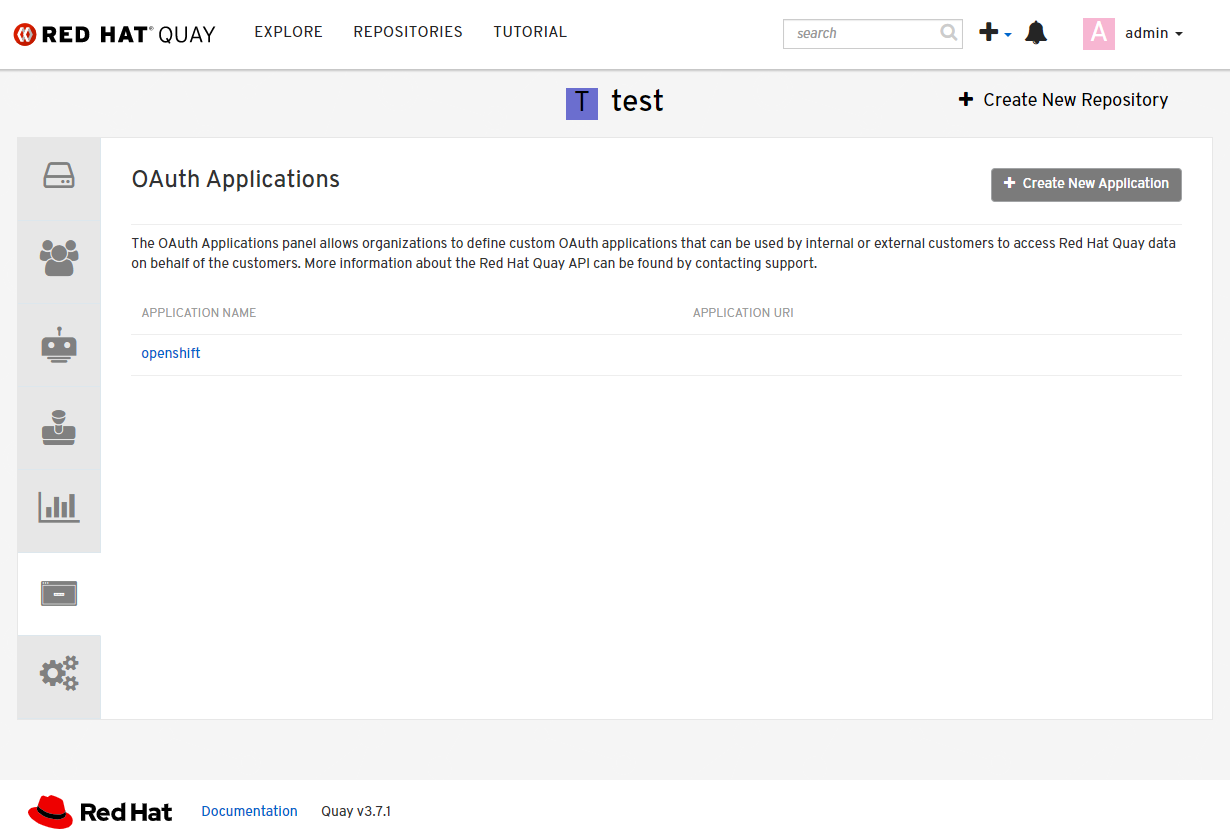 RED HAT® QUAY EXPLORE REPOSITORIES TUTORIAL search A admin
T test Create New Repository
OAuth Applications
Create New Application
The OAuth Applications panel allows organizations to define custom OAuth applications that can be used by internal or external customers to access Red Hat Quay data
on behalf of the customers. More information about the Red Hat Quay API can be found by contacting support.
APPLICATION NAME APPLICATION URI
openshift
Red Hat Documentation Quay v3.7.1